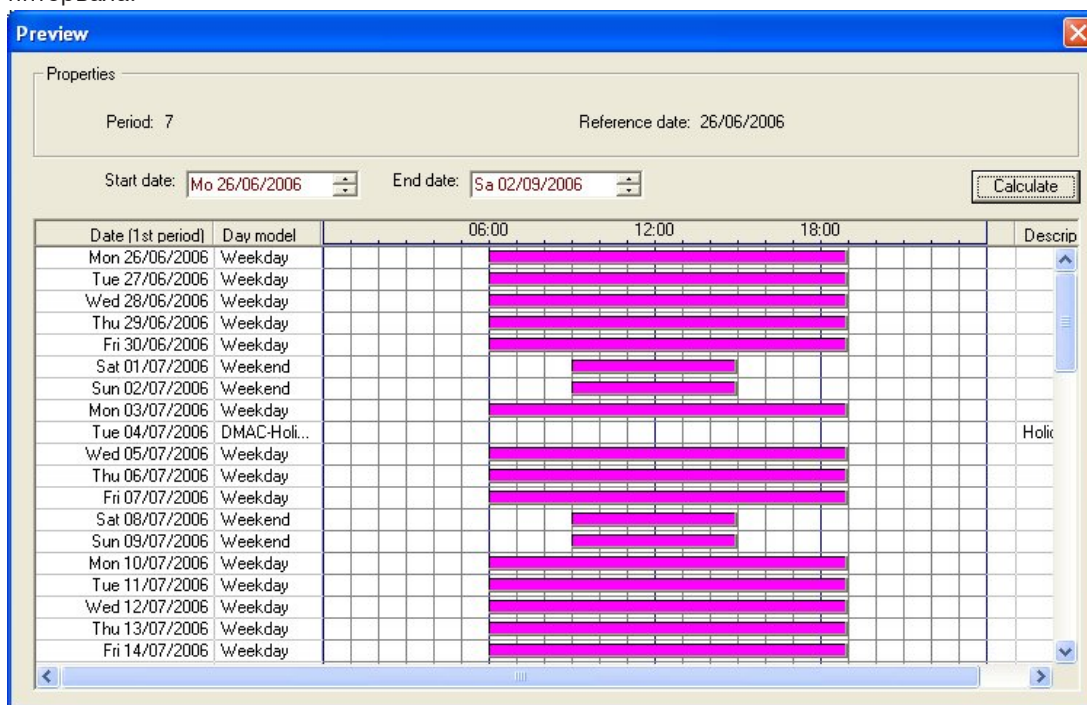 Preview
Properties
Period: 7 Reference date: 26/06/2006
Start date: Mo 26/06/2006 End date: Sa 02/09/2006 Calculate
Date (1st period) Day model 06:00 12:00 18:00 Descrip
Mon 26/06/2006 Weekday
Tue 27/06/2006 Weekday
Wed 28/06/2006 Weekday
Thu 29/06/2006 Weekday
Fri 30/06/2006 Weekday
Sat 01/07/2006 Weekend
Sun 02/07/2006 Weekend
Mon 03/07/2006 Weekday
Tue 04/07/2006 DMAC-Holi... Holic
Wed 05/07/2006 Weekday
Thu 06/07/2006 Weekday
Fri 07/07/2006 Weekday
Sat 08/07/2006 Weekend
Sun 09/07/2006 Weekend
Mon 10/07/2006 Weekday
Tue 11/07/2006 Weekday
Wed 12/07/2006 Weekday
Thu 13/07/2006 Weekday
Fri 14/07/2006 Weekday